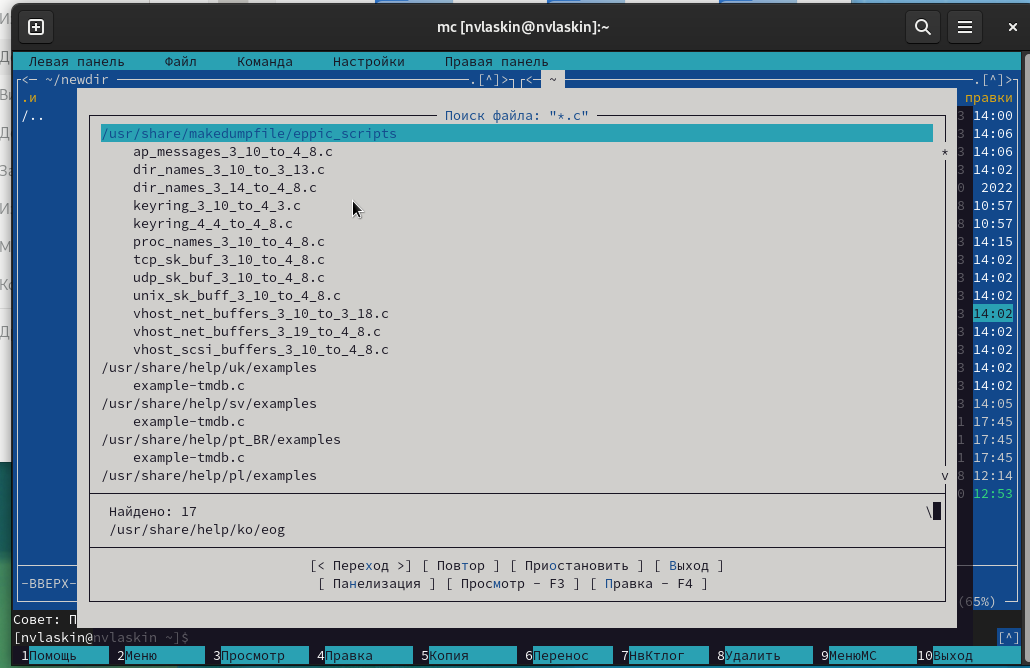 mc [nvlaskin@nvlaskin]:~
Левая панель Файл Команда Настройки Правая панель
<─ ~/newdir .[^]> <─ ~ .[^]>
.и правки
/..
14:00
14:06
14:06
14:02
2022
10:57
10:57
14:15
14:02
14:02
14:02
14:02
14:02
14:02
14:02
14:02
14:05
17:45
17:45
17:45
12:14
12:53
Поиск файла: "*.c"
/usr/share/makedumpfile/eppic_scripts
ap_messages_3_10_to_4_8.c
dir_names_3_10_to_3_13.c
dir_names_3_14_to_4_8.c
keyring_3_10_to_4_3.c
keyring_4_4_to_4_8.c
proc_names_3_10_to_4_8.c
tcp_sk_buf_3_10_to_4_8.c
udp_sk_buf_3_10_to_4_8.c
unix_sk_buff_3_10_to_4_8.c
vhost_net_buffers_3_10_to_3_18.c
vhost_net_buffers_3_19_to_4_8.c
vhost_scsi_buffers_3_10_to_4_8.c
/usr/share/help/uk/examples
example-tmdb.c
/usr/share/help/sv/examples
example-tmdb.c
/usr/share/help/pt_BR/examples
example-tmdb.c
/usr/share/help/pl/examples
Найдено: 17 \
/usr/share/help/ko/eog
[< Переход >] [ Повтор ] [ Приостановить ] [ Выход ]
[ Панелизация ] [ Просмотр - F3 ] [ Правка - F4 ]
-ВВЕРХ-
(65%)
Совет: П
[nvlaskin@nvlaskin ~]$ [^]
1Помощь 2Меню 3Просмотр 4Правка 5Копия 6Перенос 7НвКтлог 8Удалить 9МенюМС 10Выход